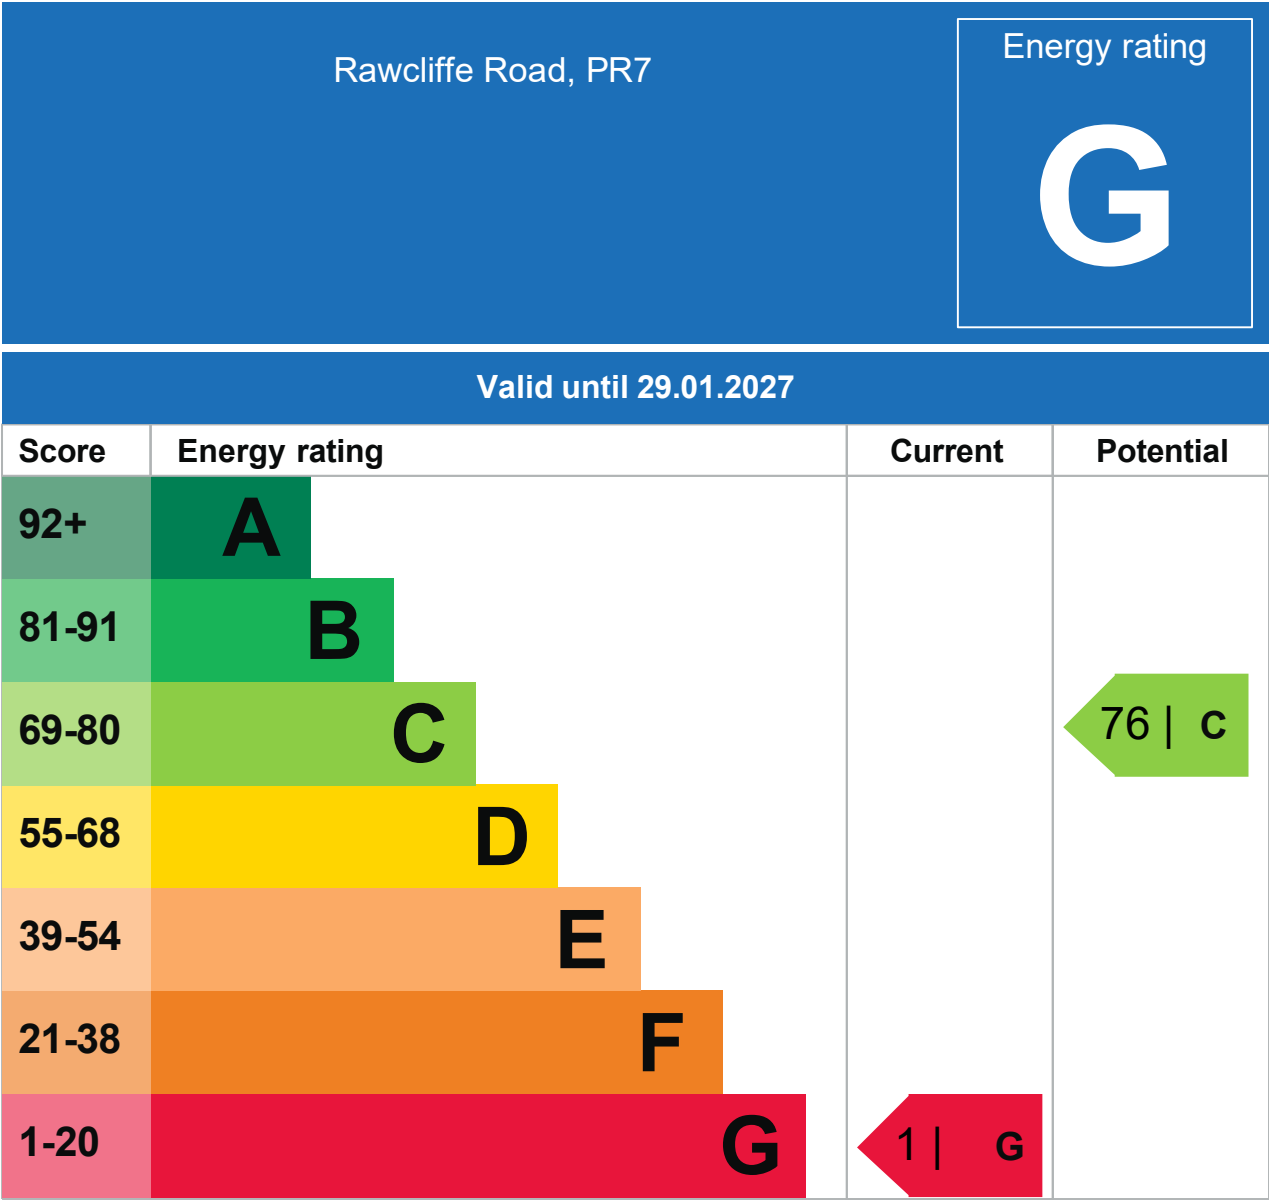 Rawcliffe Road, PR7
Energy rating
G
Valid until 29.01.2027
Score Energy rating Current Potential
92+ A
81-91 B
69-80 C 76 | C
55-68 D
39-54 E
21-38 F
1-20 G 1 | G